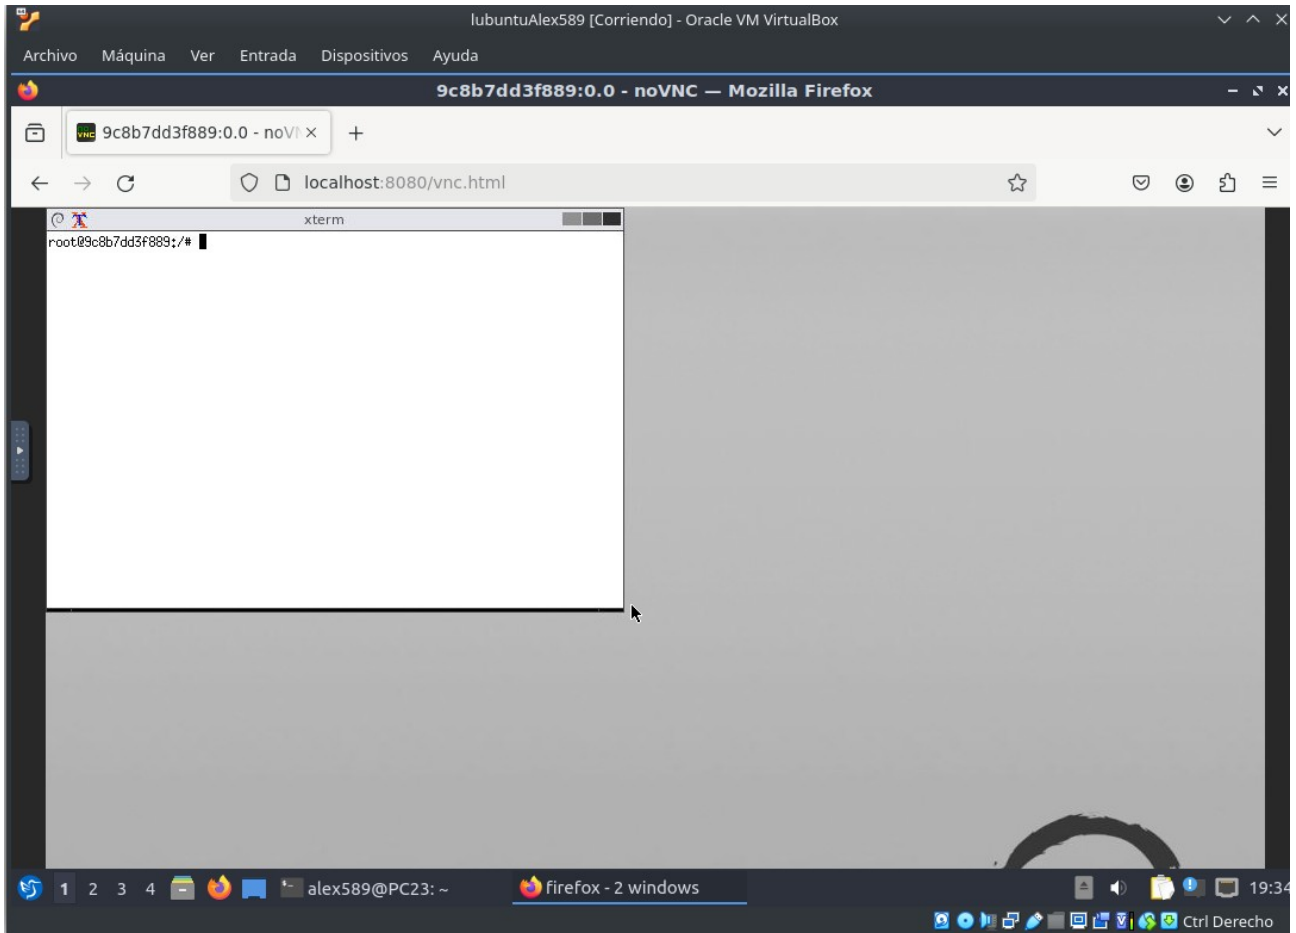 lubuntuAlex589 [Corriendo] - Oracle VM VirtualBox
Archivo Máquina Ver Entrada Dispositivos Ayuda
9c8b7dd3f889:0.0 - noVNC — Mozilla Firefox
9c8b7dd3f889:0.0 - noVN
localhost:8080/vnc.html
xterm
root@9c8b7dd3f889:/#
1 2 3 4 alex589@PC23: ~ firefox - 2 windows 19:34
Ctrl Derecho